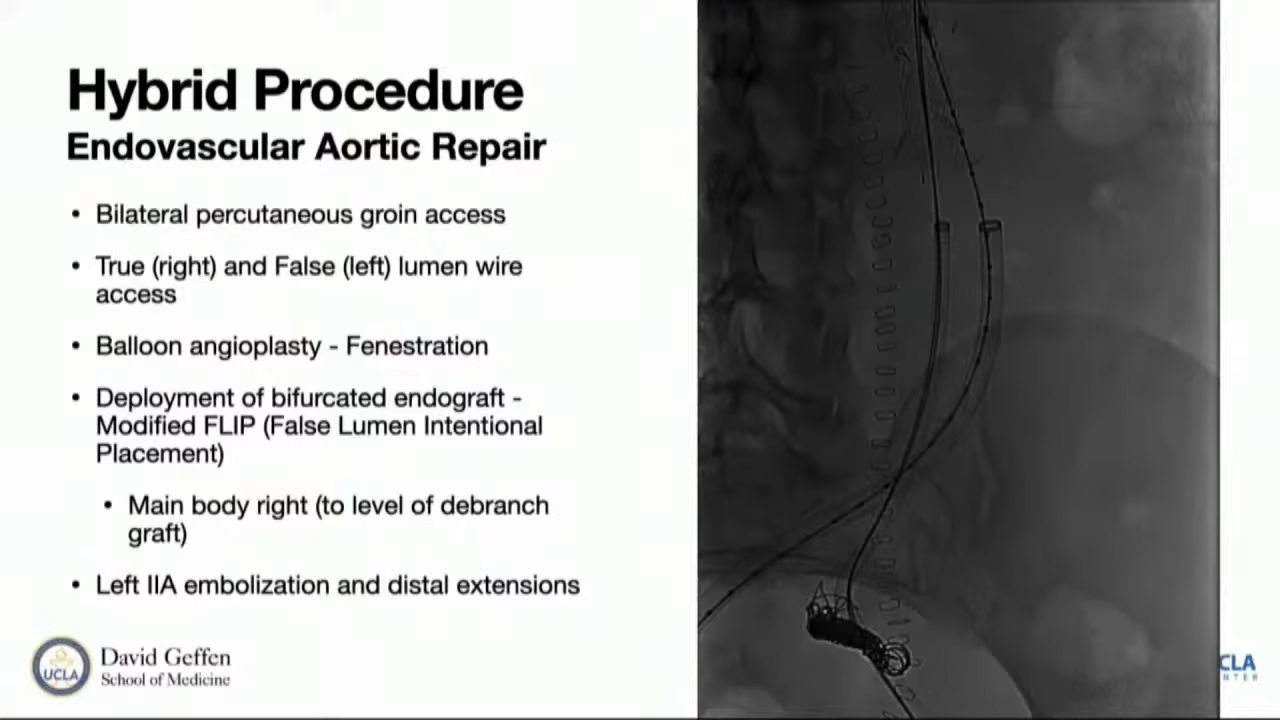 Hybrid Procedure
Endovascular Aortic Repair
• Bilateral percutaneous groin access
• True (right) and False (left) lumen wire
access
• Balloon angioplasty - Fenestration
• Deployment of bifurcated endograft -
Modified FLIP (False Lumen Intentional
Placement)
• Main body right (to level of debranch
graft)
• Left IIA embolization and distal extensions
UCLA
David Geffen
School of Medicine
CLA
NTER